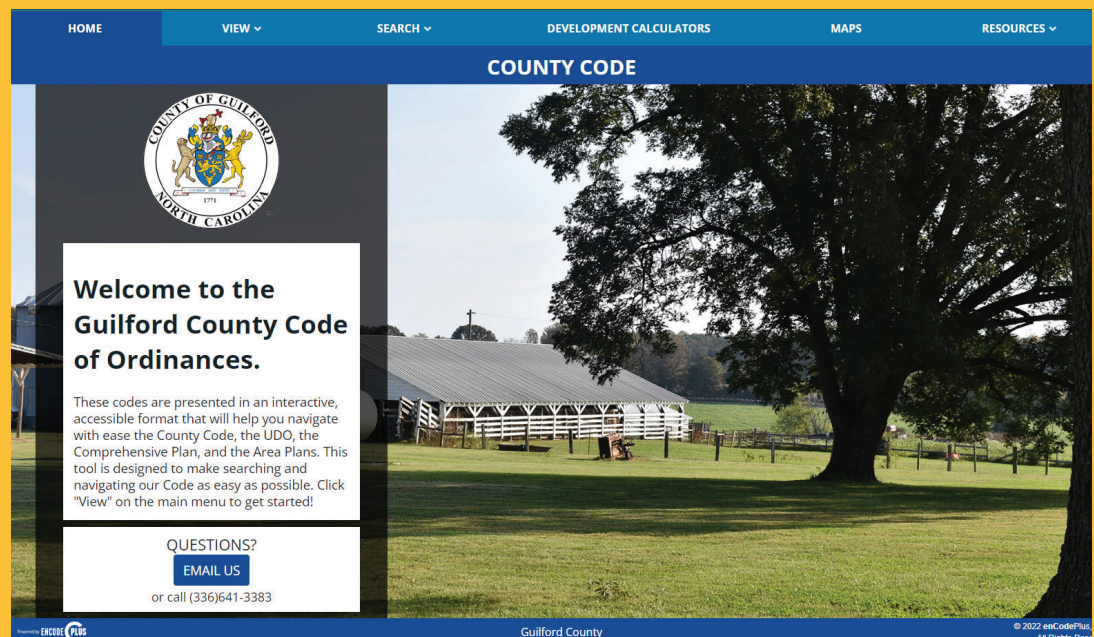 HOME VIEW SEARCH DEVELOPMENT CALCULATORS MAPS RESOURCES
COUNTY CODE
COUNTY OF GUILFORD
1771
NORTH CAROLINA
Welcome to the
Guilford County Code
of Ordinances.
These codes are presented in an interactive,
accessible format that will help you navigate
with ease the County Code, the UDO, the
Comprehensive Plan, and the Area Plans. This
tool is designed to make searching and
navigating our Code as easy as possible. Click
"View" on the main menu to get started!
QUESTIONS?
EMAIL US
or call (336)641-3383
Powered by ENCODE PLUS
Guilford County
© 2022 enCodePlus,
All Rights